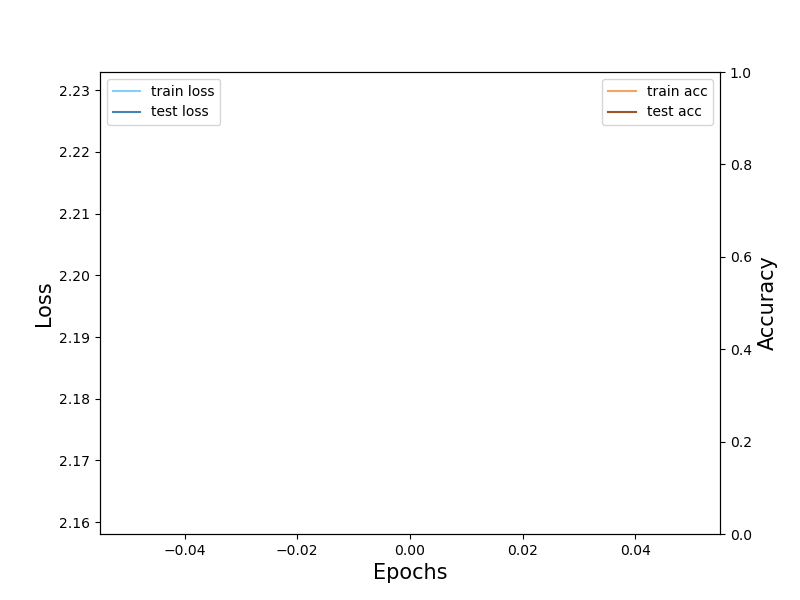 train loss
test loss
train acc
test acc
2.23
2.22
2.21
2.20
2.19
2.18
2.17
2.16
Loss
1.0
0.8
0.6
0.4
0.2
0.0
Accuracy
−0.04 −0.02 0.00 0.02 0.04
Epochs